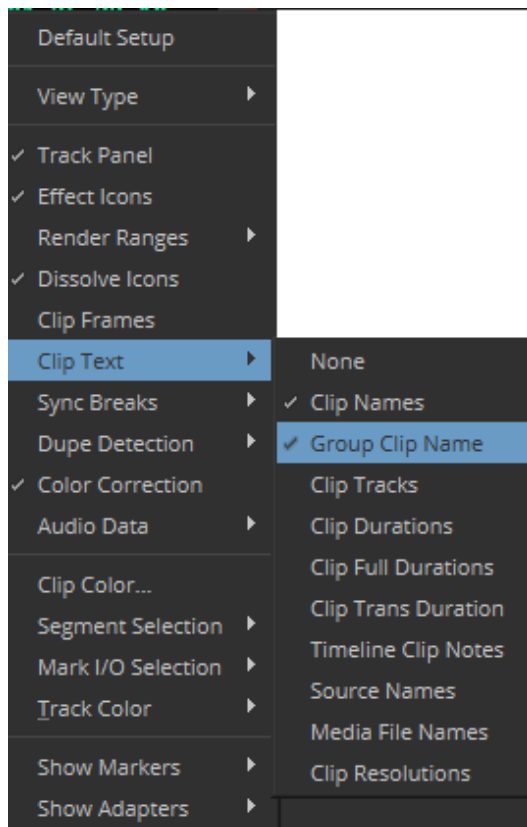 Default Setup
View Type
Track Panel
Effect Icons
Render Ranges
Dissolve Icons
Clip Frames
Clip Text
Sync Breaks
Dupe Detection
Color Correction
Audio Data
Clip Color...
Segment Selection
Mark I/O Selection
Track Color
Show Markers
Show Adapters
None
Clip Names
Group Clip Name
Clip Tracks
Clip Durations
Clip Full Durations
Clip Trans Duration
Timeline Clip Notes
Source Names
Media File Names
Clip Resolutions